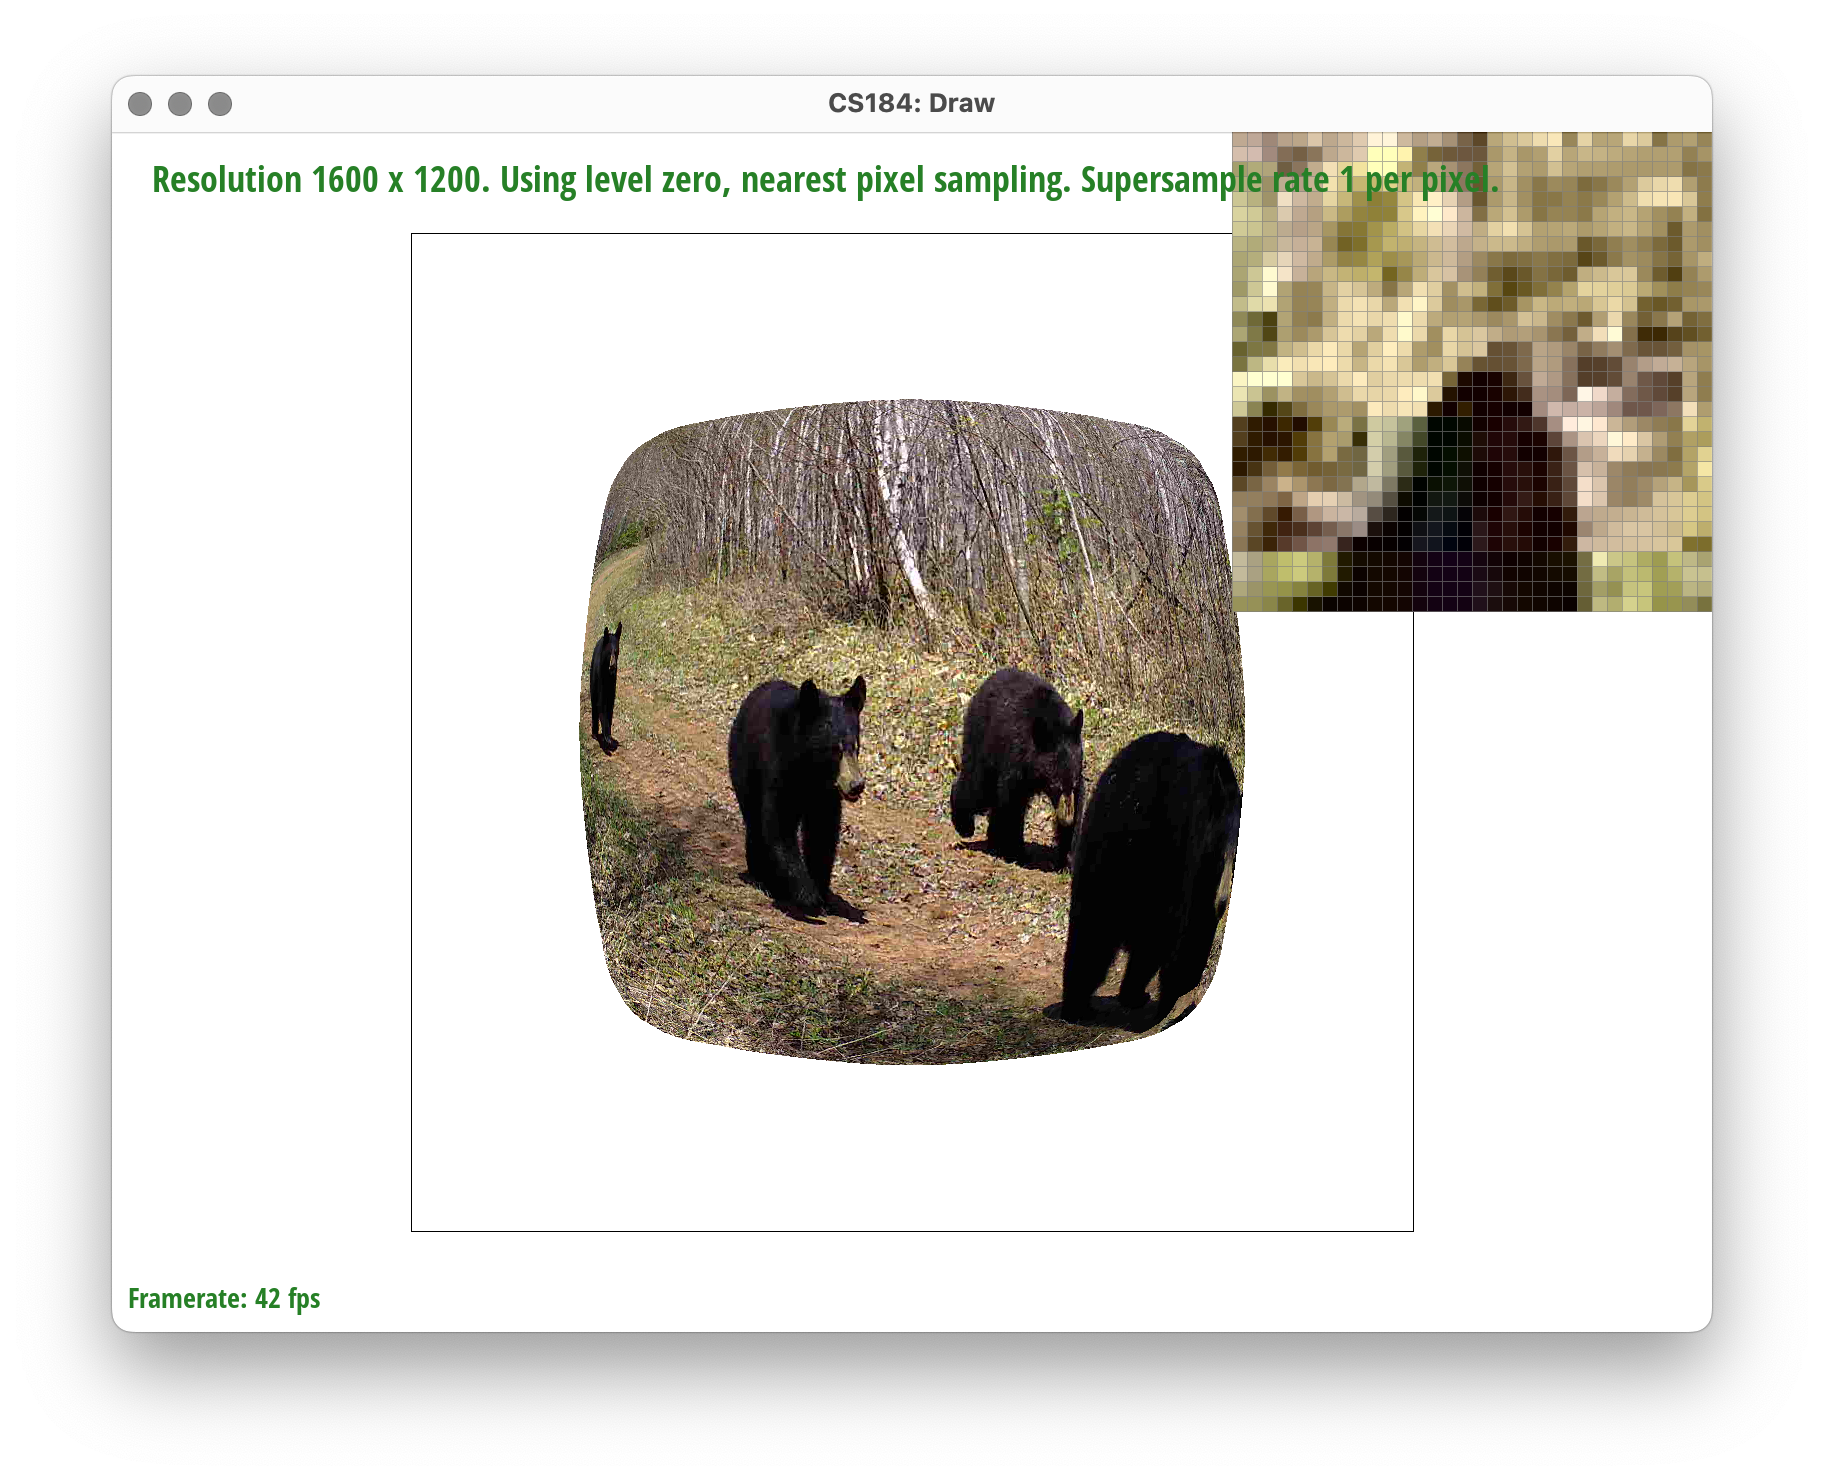 CS184: Draw
Resolution 1600 x 1200. Using level zero, nearest pixel sampling. Supersample rate 1 per pixel.
Framerate: 42 fps